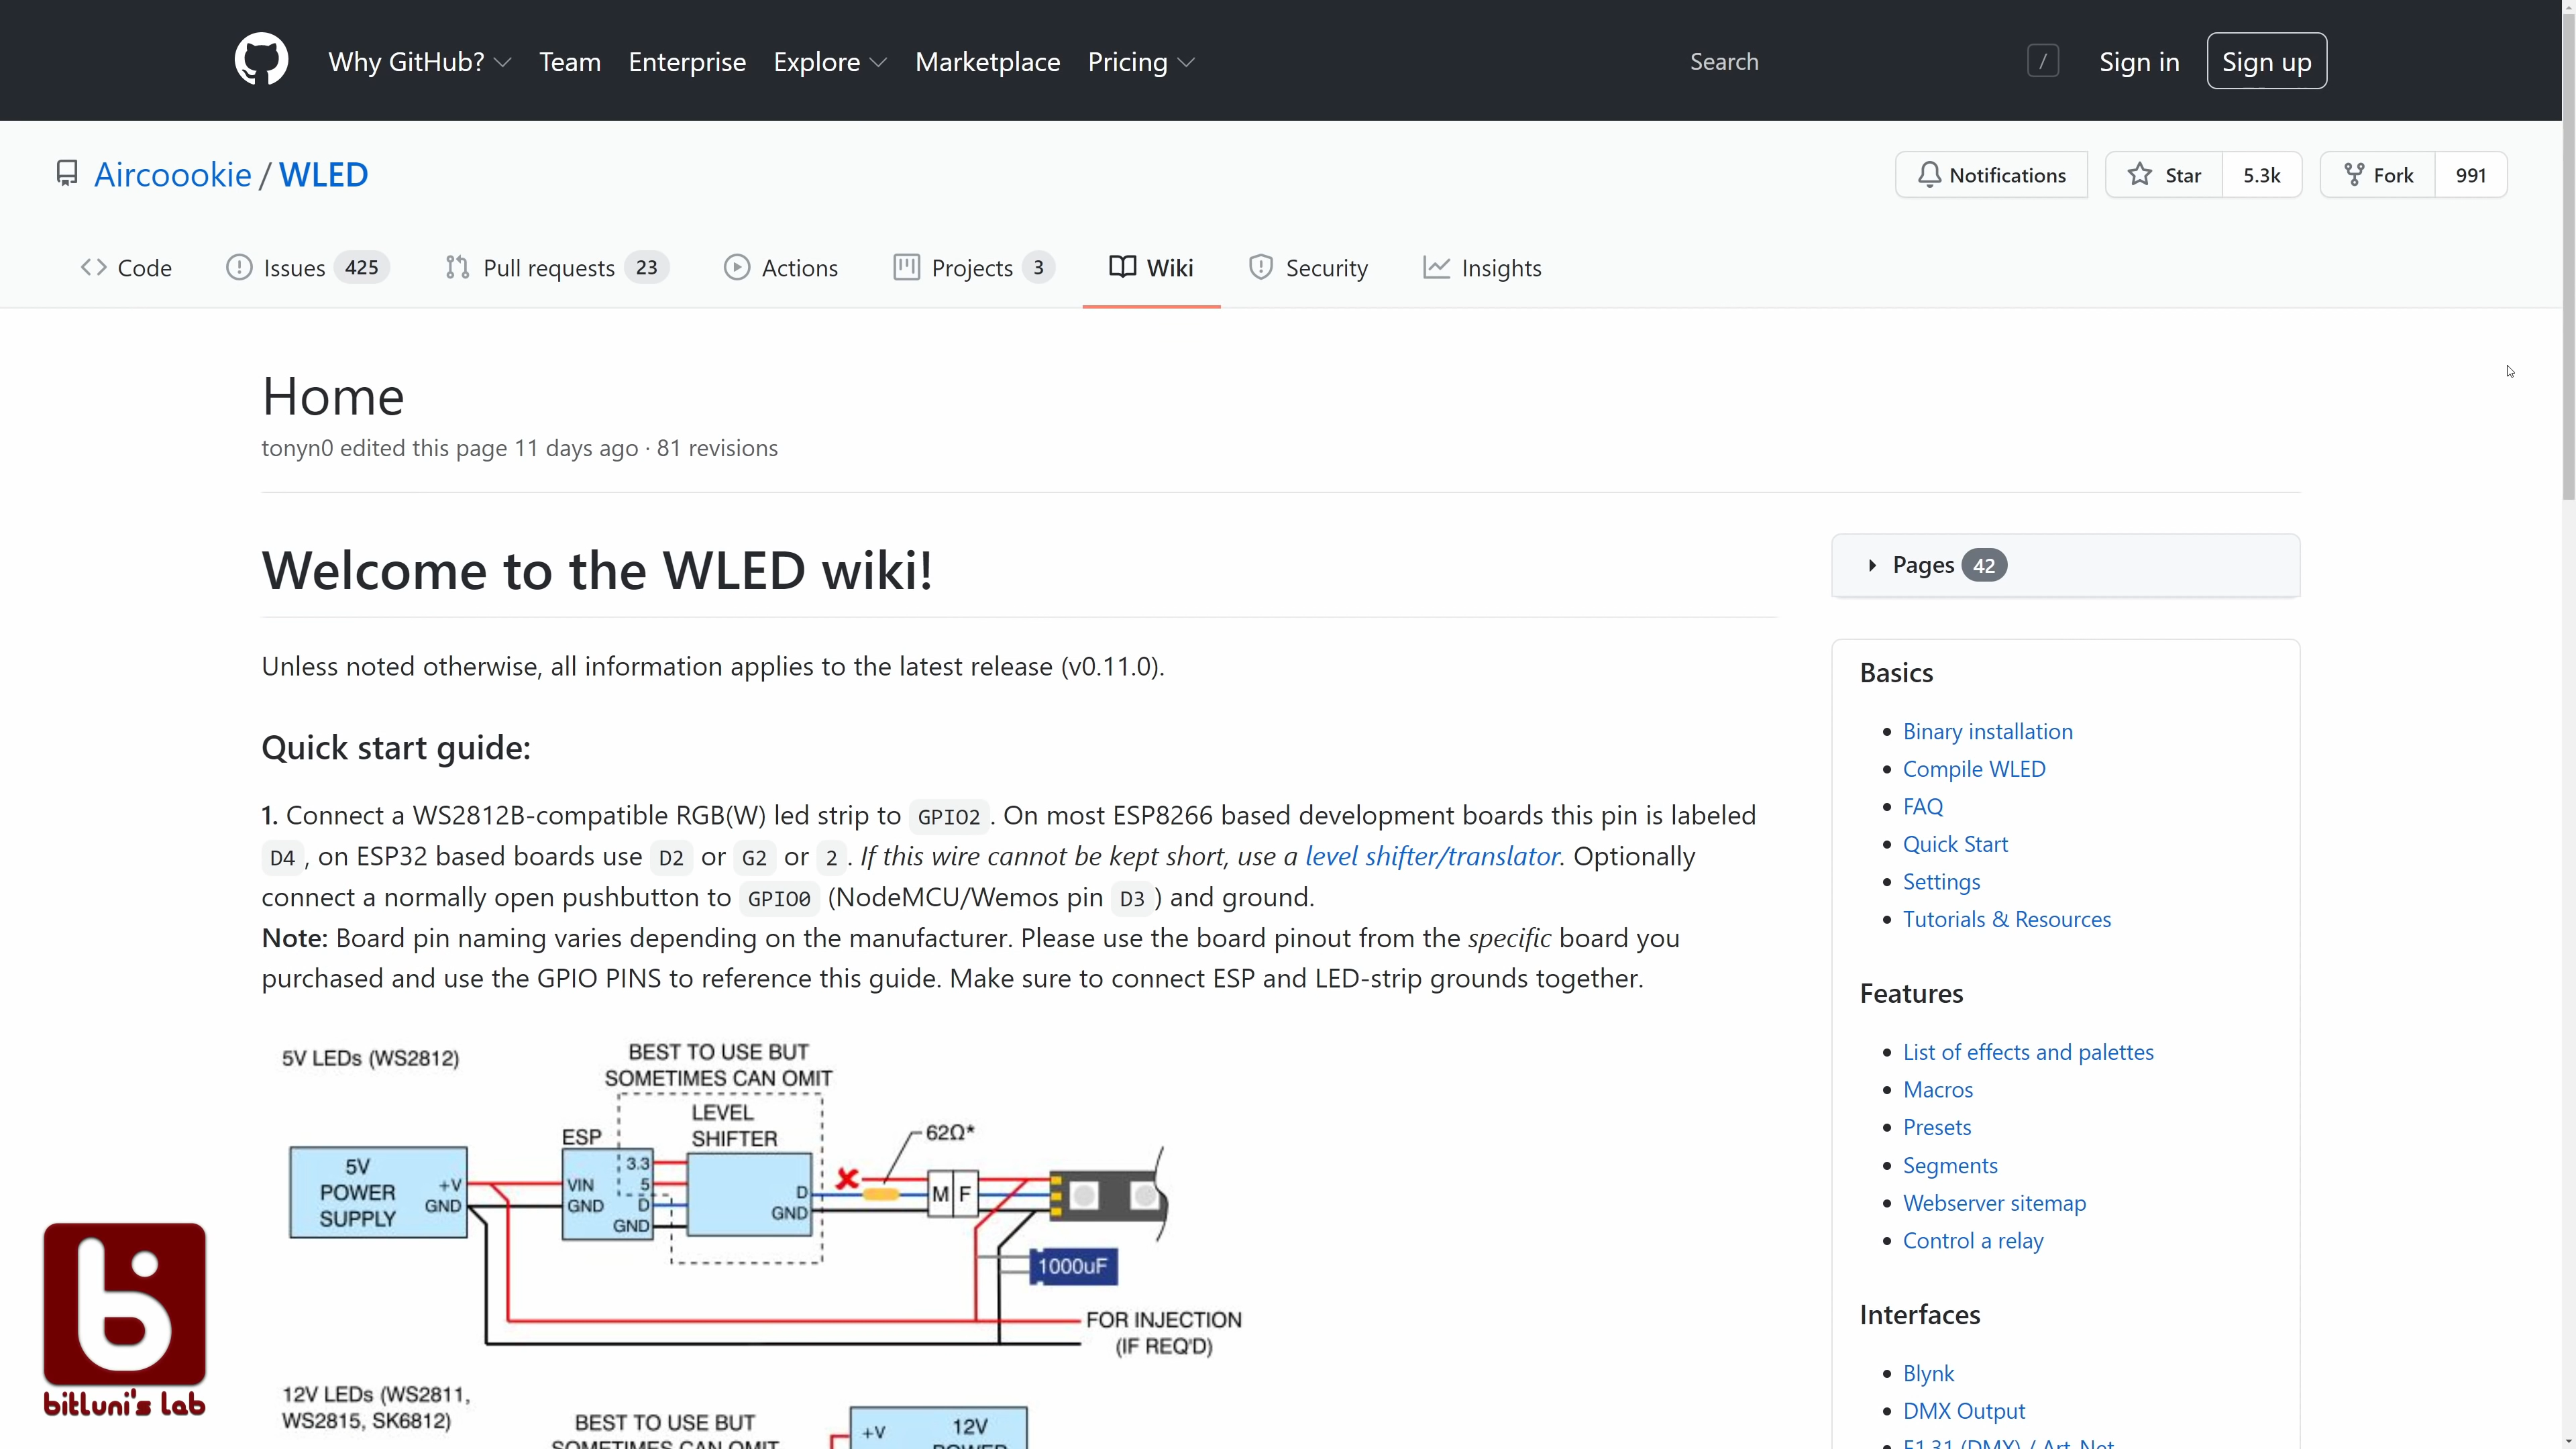 Why GitHub? Team Enterprise Explore Marketplace Pricing Search / Sign in Sign up
Aircoookie / WLED Notifications Star 5.3k Fork 991
Code Issues 425 Pull requests 23 Actions Projects 3 Wiki Security Insights
Home
tonyn0 edited this page 11 days ago · 81 revisions
Welcome to the WLED wiki!
Unless noted otherwise, all information applies to the latest release (v0.11.0).
Quick start guide:
1. Connect a WS2812B-compatible RGB(W) led strip to GPIO2 . On most ESP8266 based development boards this pin is labeled
D4 , on ESP32 based boards use D2 or G2 or 2 . If this wire cannot be kept short, use a level shifter/translator. Optionally
connect a normally open pushbutton to GPIO0 (NodeMCU/Wemos pin D3 ) and ground.
Note: Board pin naming varies depending on the manufacturer. Please use the board pinout from the specific board you
purchased and use the GPIO PINS to reference this guide. Make sure to connect ESP and LED-strip grounds together.
5V LEDs (WS2812)
BEST TO USE BUT
SOMETIMES CAN OMIT
LEVEL
SHIFTER
ESP
62Ω*
5V
POWER
SUPPLY
+V
GND
VIN
GND
3.3
5
D
GND
D
GND
M F
1000uF
FOR INJECTION
(IF REQ'D)
12V LEDs (WS2811,
WS2815, SK6812)
BEST TO USE BUT
SOMETIMES CAN OMIT
+V
12V
POWER
Pages 42
Basics
Binary installation
Compile WLED
FAQ
Quick Start
Settings
Tutorials & Resources
Features
List of effects and palettes
Macros
Presets
Segments
Webserver sitemap
Control a relay
Interfaces
Blynk
DMX Output
E1.31 (DMX) / Art-Net
b
bitluni's lab